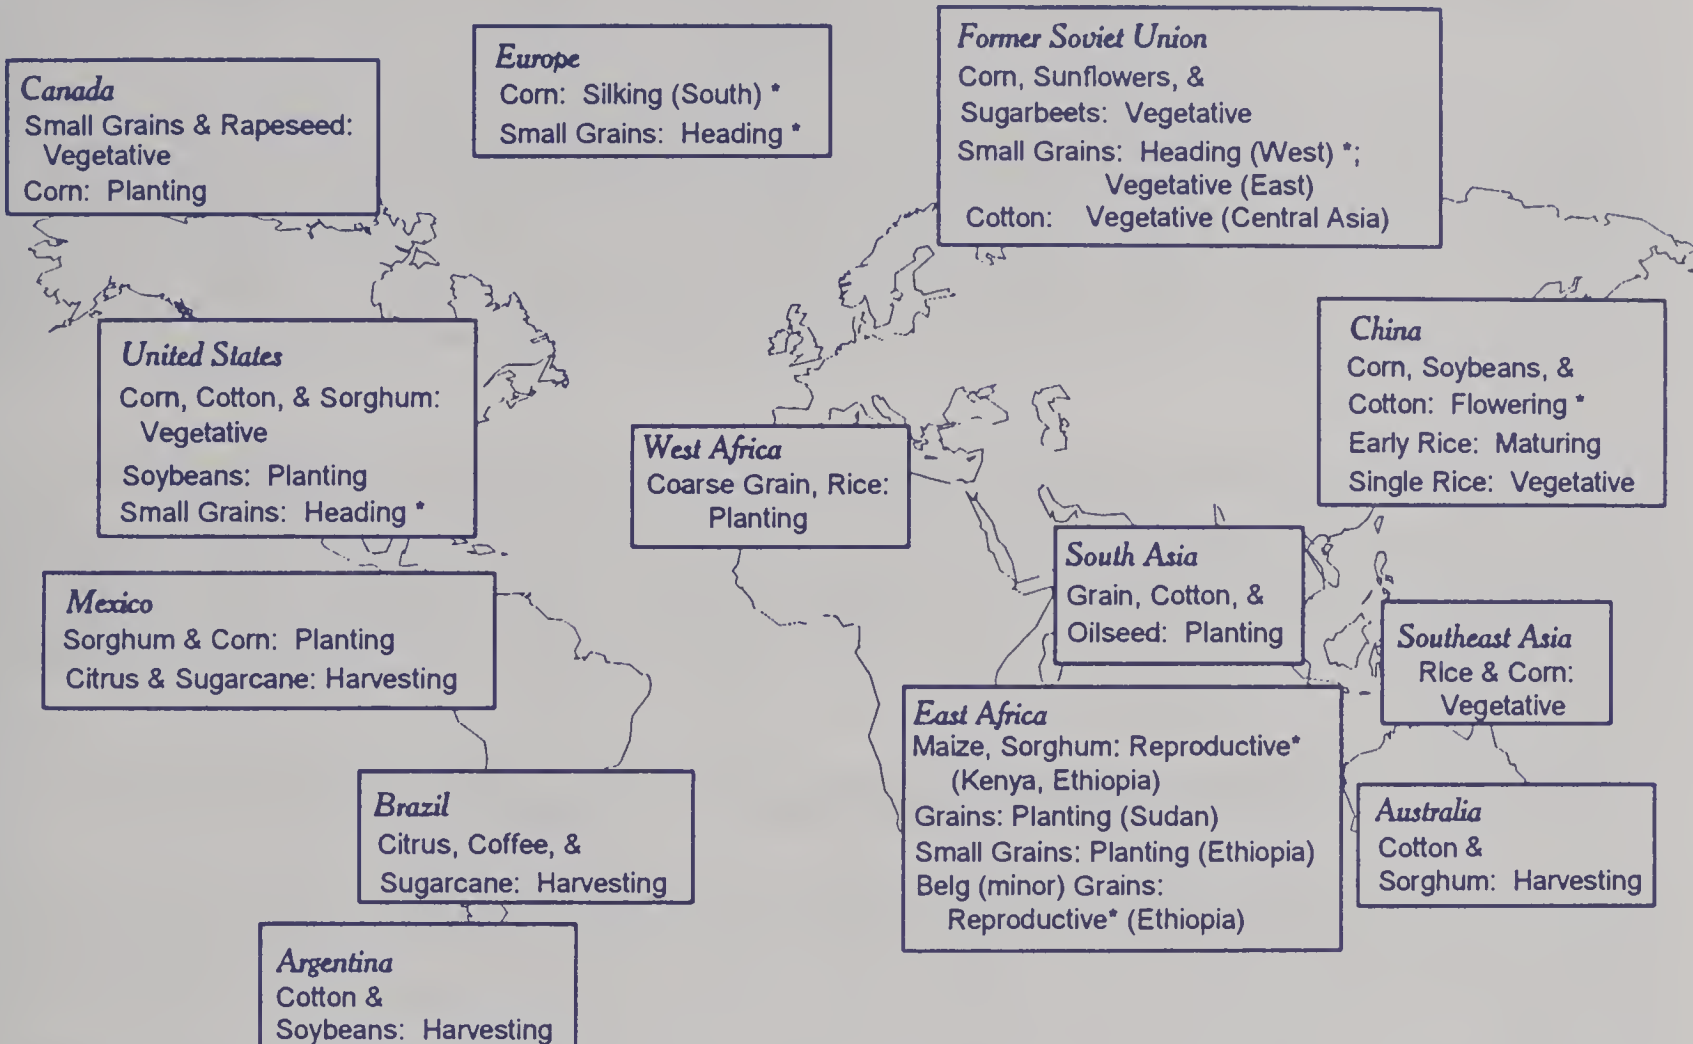 Canada
Small Grains & Rapeseed:
Vegetative
Corn: Planting
Europe
Corn: Silking (South) *
Small Grains: Heading *
Former Soviet Union
Corn, Sunflowers, &
Sugarbeets: Vegetative
Small Grains: Heading (West) *;
Vegetative (East)
Cotton: Vegetative (Central Asia)
United States
Corn, Cotton, & Sorghum:
Vegetative
Soybeans: Planting
Small Grains: Heading *
West Africa
Coarse Grain, Rice:
Planting
China
Corn, Soybeans, &
Cotton: Flowering *
Early Rice: Maturing
Single Rice: Vegetative
South Asia
Grain, Cotton, &
Oilseed: Planting
Mexico
Sorghum & Corn: Planting
Citrus & Sugarcane: Harvesting
Southeast Asia
Rice & Corn:
Vegetative
East Africa
Maize, Sorghum: Reproductive*
(Kenya, Ethiopia)
Grains: Planting (Sudan)
Small Grains: Planting (Ethiopia)
Belg (minor) Grains:
Reproductive* (Ethiopia)
Brazil
Citrus, Coffee, &
Sugarcane: Harvesting
Australia
Cotton &
Sorghum: Harvesting
Argentina
Cotton &
Soybeans: Harvesting